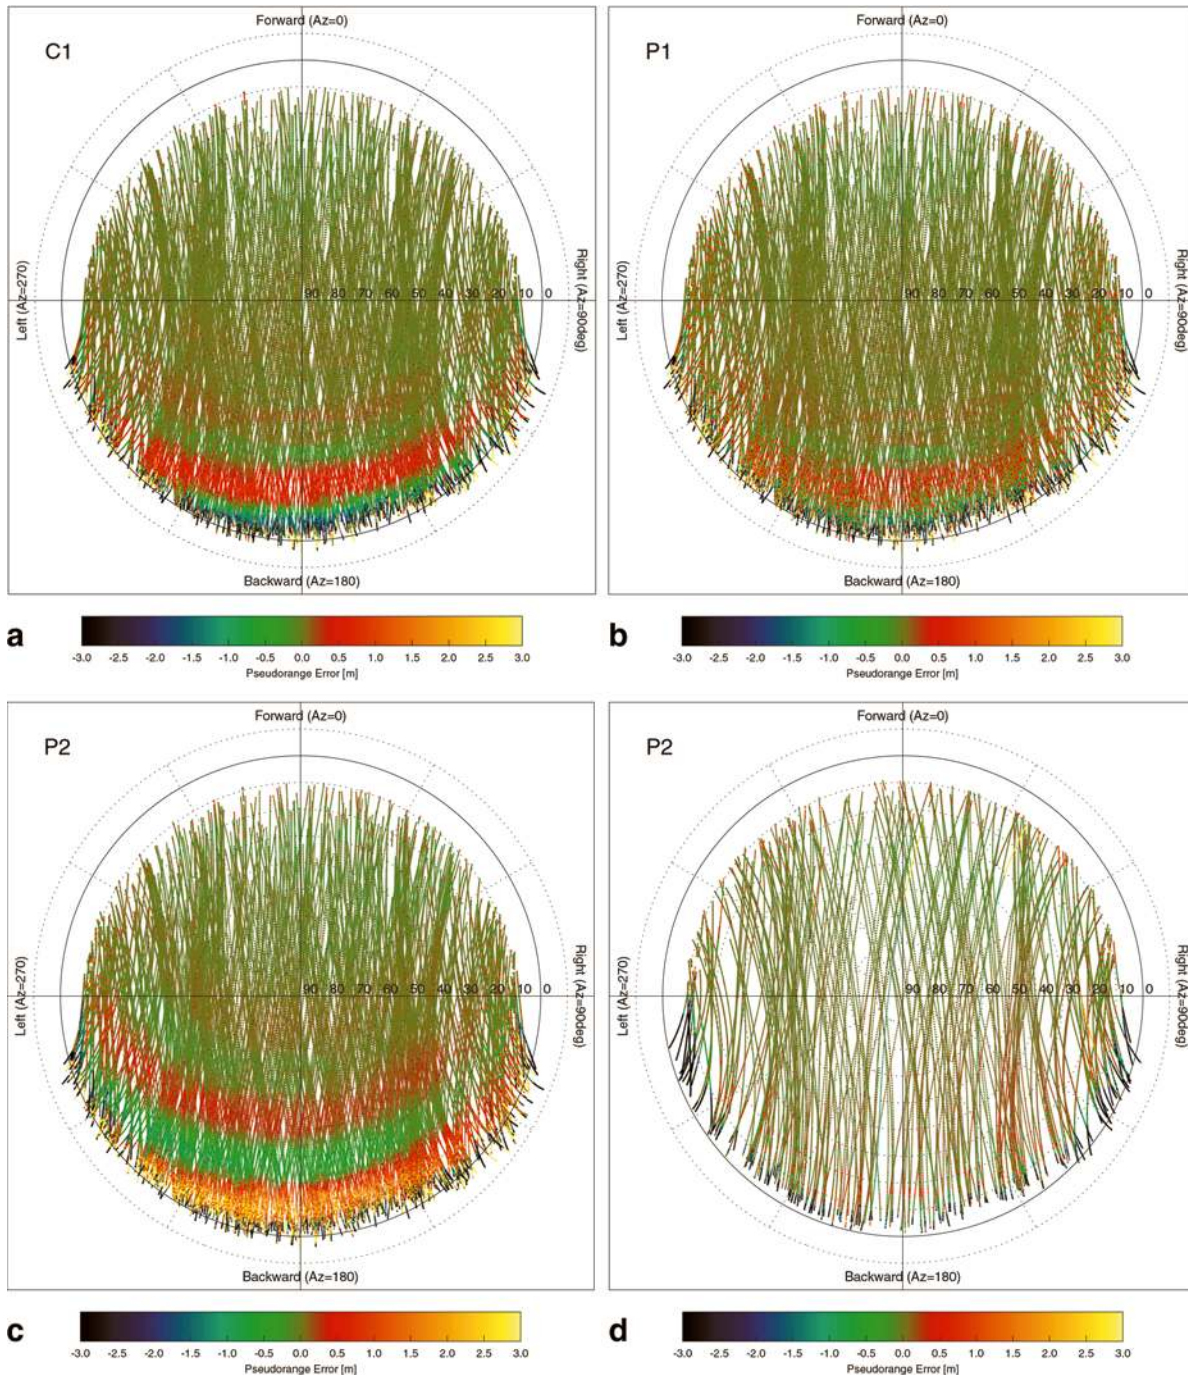 Forward (Az=0)
C1
Left (Az=270)
90 80 70 60 50 40 30 20 10 0
Right (Az=90deg)
Backward (Az=180)
a
-3.0 -2.5 -2.0 -1.5 -1.0 -0.5 0.0 0.5 1.0 1.5 2.0 2.5 3.0
Pseudorange Error [m]
Forward (Az=0)
P1
Left (Az=270)
90 80 70 60 50 40 30 20 10 0
Right (Az=90deg)
Backward (Az=180)
b
-3.0 -2.5 -2.0 -1.5 -1.0 -0.5 0.0 0.5 1.0 1.5 2.0 2.5 3.0
Pseudorange Error [m]
Forward (Az=0)
P2
Left (Az=270)
90 80 70 60 50 40 30 20 10 0
Right (Az=90deg)
Backward (Az=180)
c
-3.0 -2.5 -2.0 -1.5 -1.0 -0.5 0.0 0.5 1.0 1.5 2.0 2.5 3.0
Pseudorange Error [m]
Forward (Az=0)
P2
Left (Az=270)
90 80 70 60 50 40 30 20 10 0
Right (Az=90deg)
Backward (Az=180)
d
-3.0 -2.5 -2.0 -1.5 -1.0 -0.5 0.0 0.5 1.0 1.5 2.0 2.5 3.0
Pseudorange Error [m]